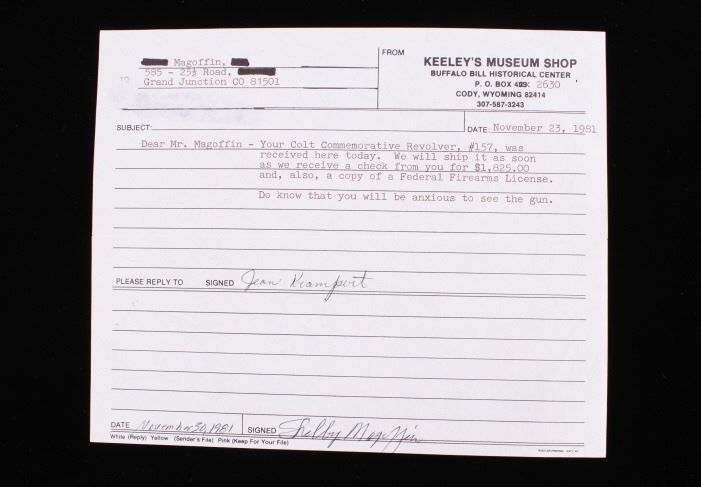 Magoffin,
FROM
KEELEY'S MUSEUM SHOP
TO
585 - 25½ Road,
BUFFALO BILL HISTORICAL CENTER
Grand Junction CO 81501
P. O. BOX 2630
CODY, WYOMING 82414
307-587-3243
SUBJECT:
DATE: November 23, 1981
Dear Mr. Magoffin - Your Colt Commemorative Revolver, #157, was
received here today. We will ship it as soon
as we receive a check from you for $1,825.00
and, also, a copy of a Federal Firearms License.
Do know that you will be anxious to see the gun.
PLEASE REPLY TO SIGNED Jean Krampert
DATE November 30, 1981 SIGNED Shelby Magoffin
White (Reply) Yellow (Sender's File) Pink (Keep For Your File)